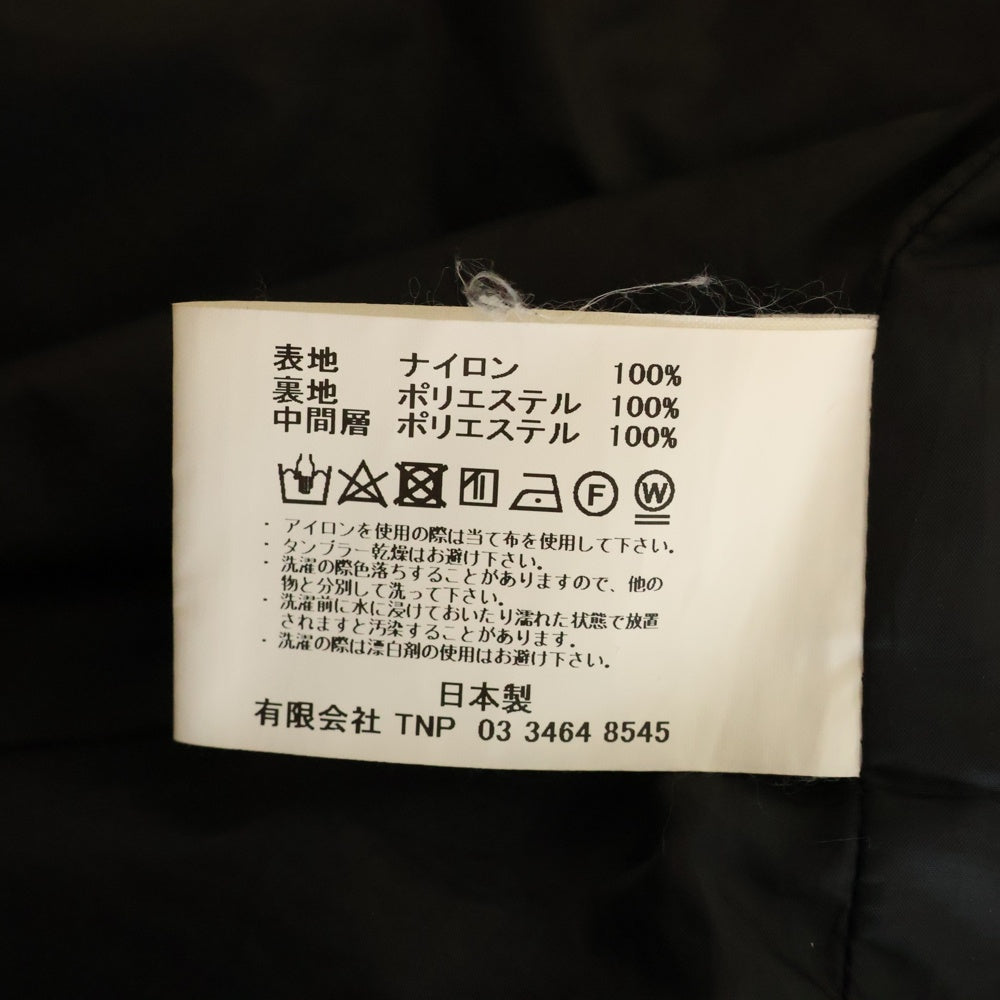 表地 ナイロン 100%
裏地 ポリエステル 100%
中間層 ポリエステル 100%
F W
・アイロンを使用の際は当て布を使用して下さい。
・タンブラー乾燥はお避け下さい。
・洗濯の際色落ちすることがありますので、他の
物と分別して洗って下さい。
・洗濯前に水に浸けておいたり濡れた状態で放置
されますと汚染することがあります。
・洗濯の際は漂白剤の使用はお避け下さい。
日本製
有限会社 TNP 03 3464 8545